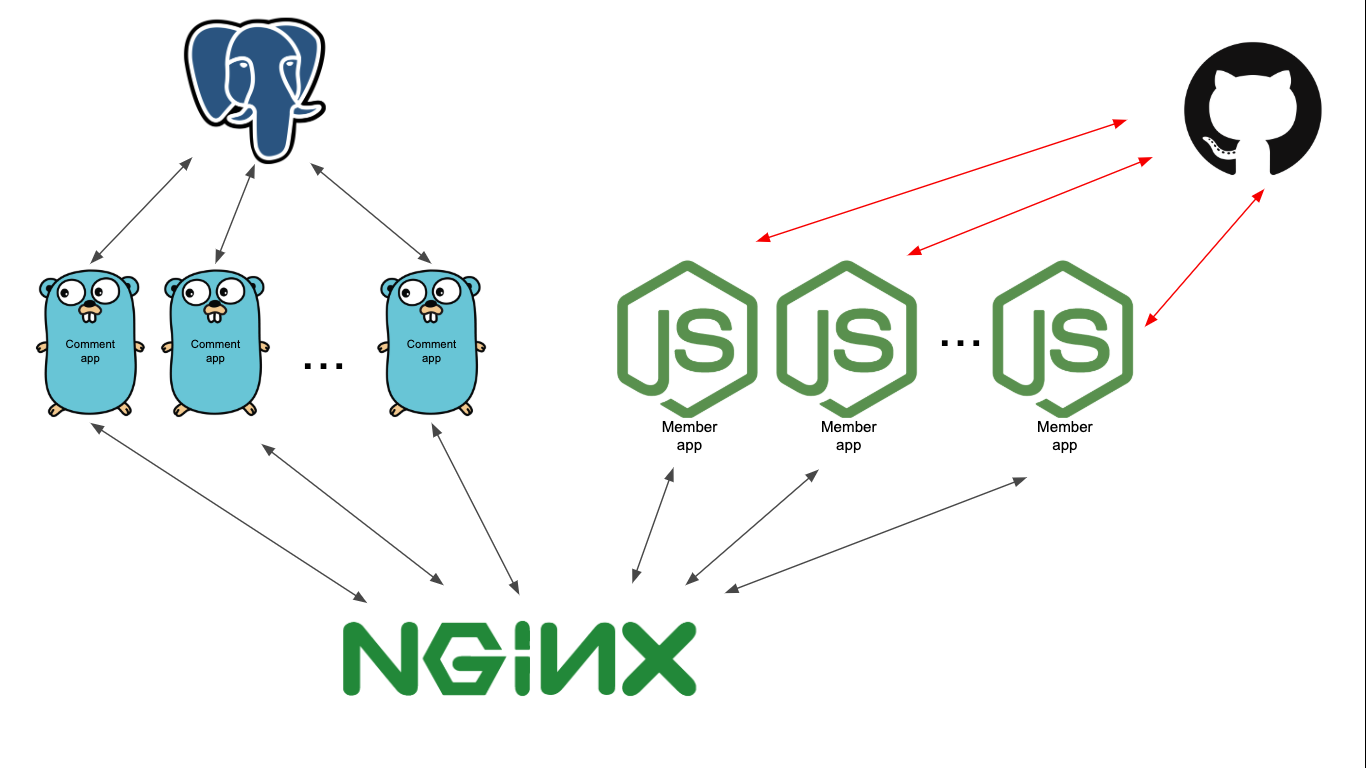 Comment
app
Comment
app
...
Comment
app
JS
JS
...
JS
Member
app
Member
app
Member
app
NGINX